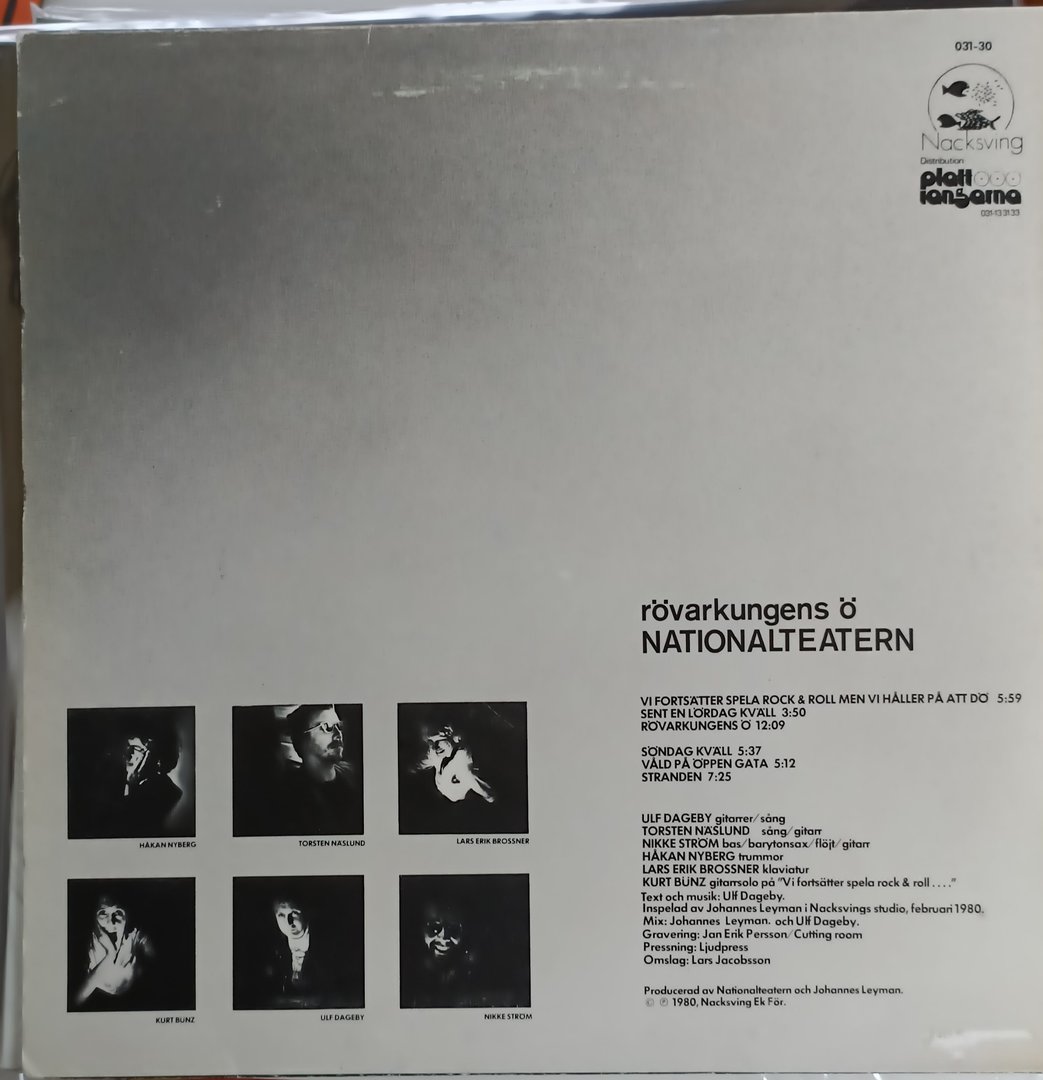 031-30
Nacksving
Distribution
platt
langarna
031-13 31 33
rövarkungens ö
NATIONALTEATERN
VI FORTSÄTTER SPELA ROCK & ROLL MEN VI HÅLLER PÅ ATT DÖ 5:59
SENT EN LÖRDAG KVÄLL 3:50
RÖVARKUNGENS Ö 12:09
SÖNDAG KVÄLL 5:37
VÅLD PÅ ÖPPEN GATA 5:12
STRANDEN 7:25
ULF DAGEBY gitarrer/sång
TORSTEN NÄSLUND sång/gitarr
NIKKE STRÖM bas/barytonsax/flöjt/gitarr
HÅKAN NYBERG trummor
LARS ERIK BROSSNER klaviatur
KURT BÜNZ gitarrsolo på "Vi fortsätter spela rock & roll ...."
Text och musik: Ulf Dageby.
Inspelad av Johannes Leyman i Nacksvings studio, februari 1980.
Mix: Johannes Leyman. och Ulf Dageby.
Gravering: Jan Erik Persson/Cutting room
Pressning: Ljudpress
Omslag: Lars Jacobsson
Producerad av Nationalteatern och Johannes Leyman.
© ℗ 1980, Nacksving Ek För.
HÅKAN NYBERG
TORSTEN NÄSLUND
LARS ERIK BROSSNER
KURT BÜNZ
ULF DAGEBY
NIKKE STRÖM